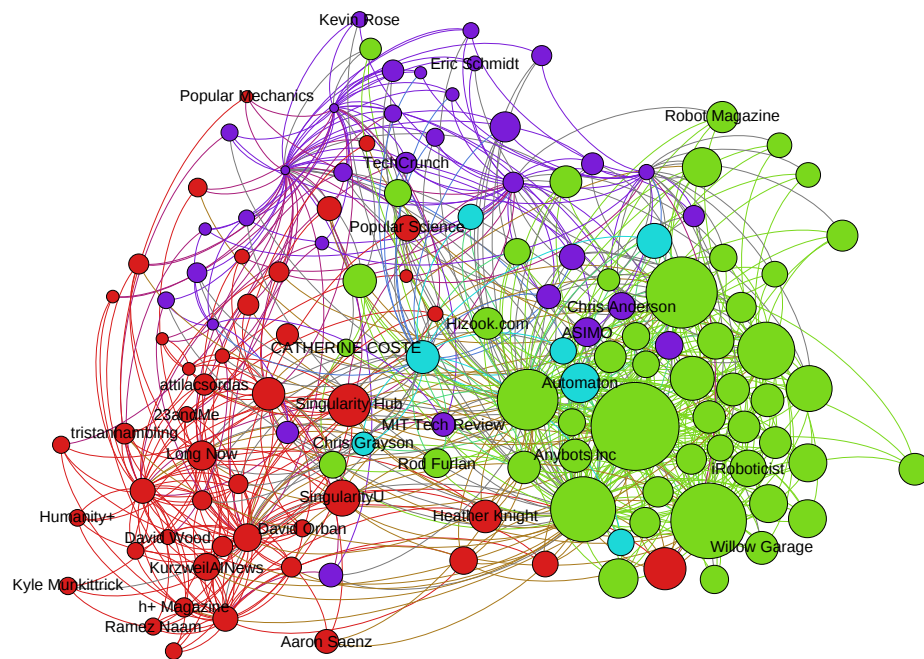 Kevin Rose
Eric Schmidt
Popular Mechanics
Robot Magazine
TechCrunch
Popular Science
Chris Anderson
Hizook.com
ASIMO
CATHERINE COSTE
attilacsordas
Automaton
Singularity Hub
23andMe
MIT Tech Review
tristanhambling
Chris Grayson
Long Now
Anybots Inc
Rod Furlan
iRoboticist
SingularityU
Humanity+
Heather Knight
David Orban
David Wood
Willow Garage
KurzweilAINews
Kyle Munkittrick
h+ Magazine
Ramez Naam
Aaron Saenz